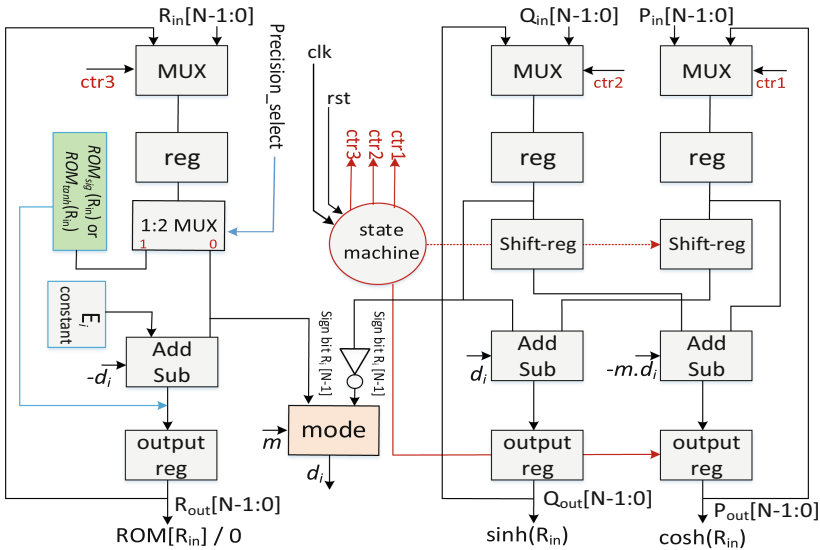 R_in[N-1:0]
Q_in[N-1:0]
P_in[N-1:0]
MUX
ctr3
Precision_select
clk
rst
MUX
ctr2
MUX
ctr1
reg
ctr3
ctr2
ctr1
reg
reg
ROM_sig (R_in) or
ROM_tanh(R_in)
1:2 MUX
1 0
state
machine
Shift-reg
Shift-reg
E_i
constant
Add
Sub
-d_i
Sign bit R_i [N-1]
Sign bit R_i [N-1]
Add
Sub
d_i
Add
Sub
-m.d_i
mode
m
d_i
output
reg
output
reg
output
reg
R_out[N-1:0]
Q_out[N-1:0]
P_out[N-1:0]
ROM[R_in] / 0
sinh(R_in)
cosh(R_in)